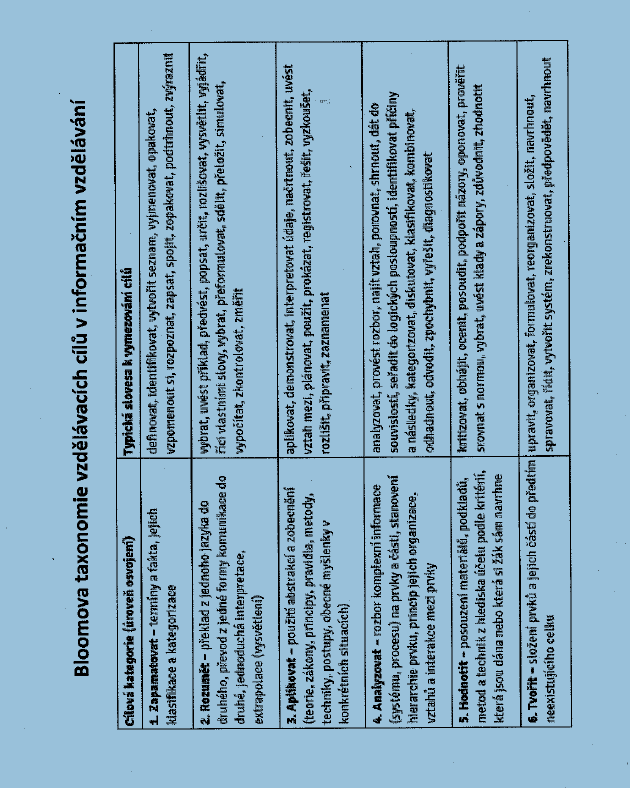 Bloomova taxonomie vzdělávacích cílů v informačním vzdělávání
Cílová kategorie (úroveň osvojení)
Typická slovesa k vymezování cílů
1. Zapamatovat – termíny a fakta, jejich
klasifikace a kategorizace
definovat, identifikovat, vytvořit seznam, vyjmenovat, opakovat,
vzpomenout si, rozpoznat, zapsat, spojit, zopakovat, podtrhnout, zvýraznit
2. Rozumět – překlad z jednoho jazyka do
druhého, převod z jedné formy komunikace do
druhé, jednoduchá interpretace,
extrapolace (vysvětlení)
vybrat, uvést příklad, předvést, popsat, určit, rozlišovat, vysvětlit, vyjádřit,
říci vlastními slovy, vybrat, přeformulovat, sdělit, přeložit, simulovat,
vypočítat, zkontrolovat, změřit
3. Aplikovat – použití abstrakcí a zobecnění
(teorie, zákony, principy, pravidla, metody,
techniky, postupy, obecné myšlenky v
konkrétních situacích)
aplikovat, demonstrovat, interpretovat údaje, načrtnout, zobecnit, uvést
vztah mezi, plánovat, použít, prokázat, registrovat, řešit, vyzkoušet,
rozlišit, připravit, zaznamenat
4. Analyzovat – rozbor komplexní informace
(systému, procesu) na prvky a části, stanovení
hierarchie prvku, princip jejich organizace,
vztahů a interakce mezi prvky
analyzovat, provést rozbor, najít vztah, porovnat, shrnout, dát do
souvislosti, seřadit do logických posloupností, identifikovat příčiny
a následky, kategorizovat, diskutovat, klasifikovat, kombinovat,
odhadnout, odvodit, zpochybnit, vyřešit, diagnostikovat
5. Hodnotit – posouzení materiálů, podkladů,
metod a technik z hlediska účelu podle kritérií,
která jsou dána nebo která si žák sám navrhne
kritizovat, obhájit, ocenit, posoudit, podpořit názory, oponovat, prověřit
srovnat s normou, vybrat, uvést klady a zápory, zdůvodnit, zhodnotit
6. Tvořit – složení prvků a jejich částí do předtím
neexistujícího celku
upravit, organizovat, formulovat, reorganizovat, složit, navrhnout,
spravovat, řídit, vytvořit systém, zrekonstruovat, předpovědět, navrhnout